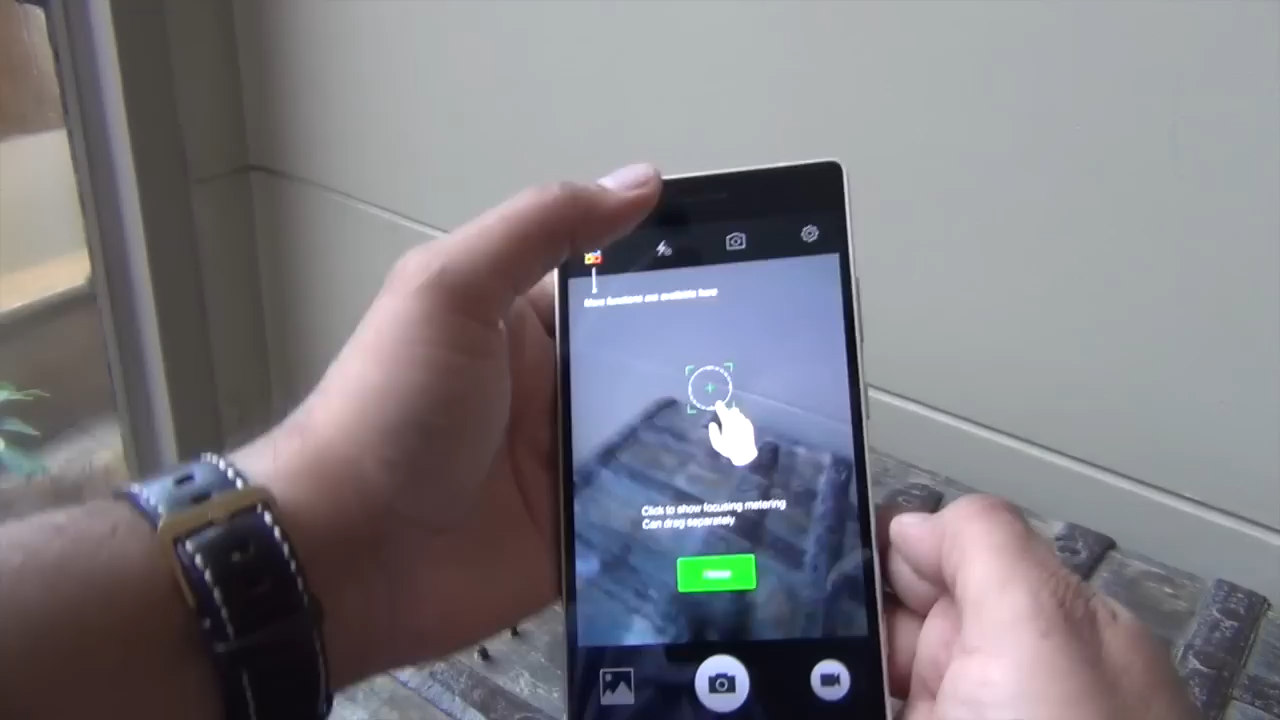 More functions are available here
Click to show focusing metering
Can drag separately